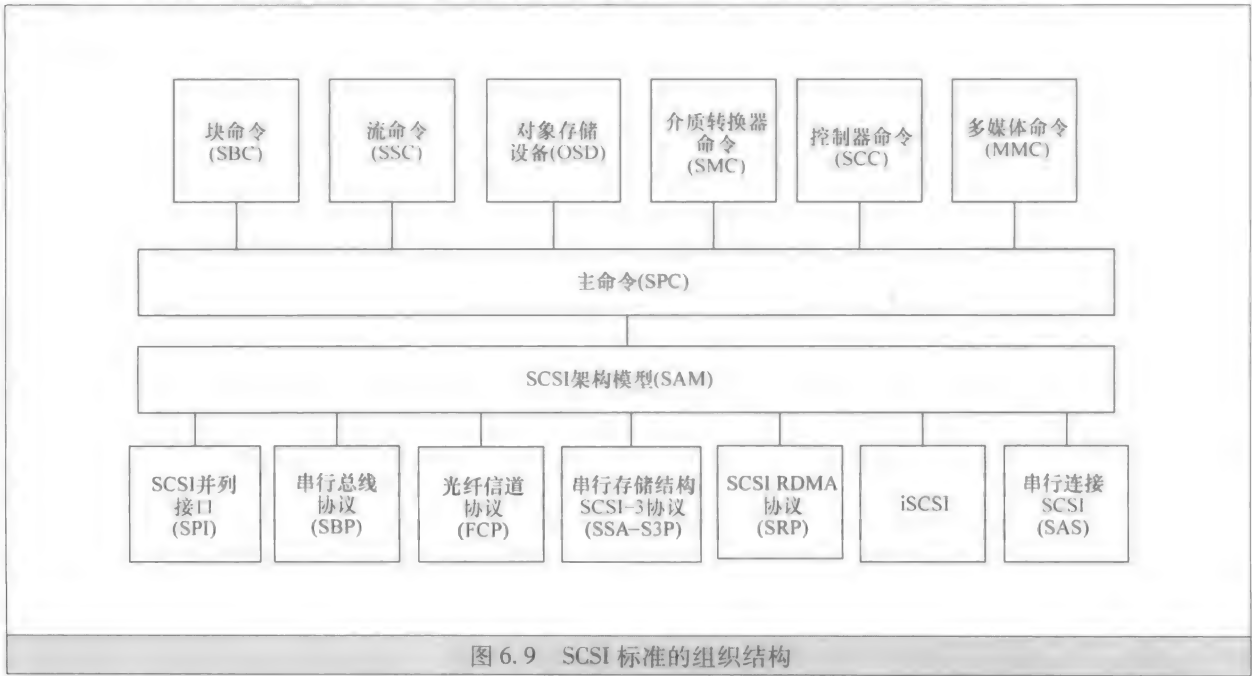 块命令
(SBC)
流命令
(SSC)
对象存储
设备(OSD)
介质转换器
命令
(SMC)
控制器命令
(SCC)
多媒体命令
(MMC)
主命令(SPC)
SCSI架构模型(SAM)
SCSI并列
接口
(SPI)
串行总线
协议
(SBP)
光纤信道
协议
(FCP)
串行存储结构
SCSI-3协议
(SSA-S3P)
SCSI RDMA
协议
(SRP)
iSCSI
串行连接
SCSI
(SAS)
图 6.9 SCSI 标准的组织结构